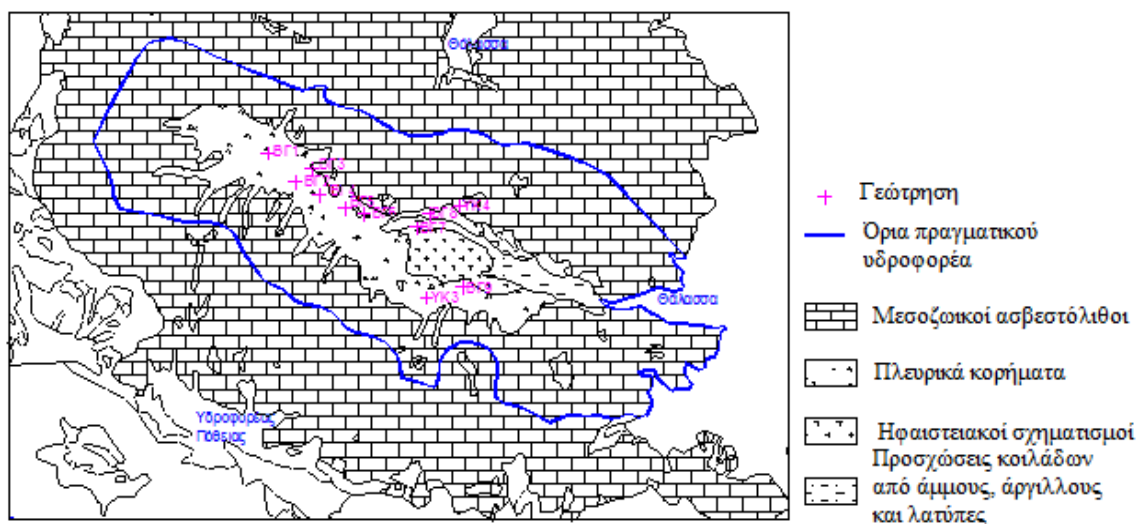 Θάλασσα
ΒΓ1
ΥΚ3
ΒΓ9
Θάλασσα
Υδροφορέας
Πόθειας
Γεώτρηση
Όρια πραγματικού
υδροφορέα
Μεσοζωικοί ασβεστόλιθοι
Πλευρικά κορήματα
Ηφαιστειακοί σχηματισμοί
Προσχώσεις κοιλάδων
από άμμους, άργιλλους
και λατύπες